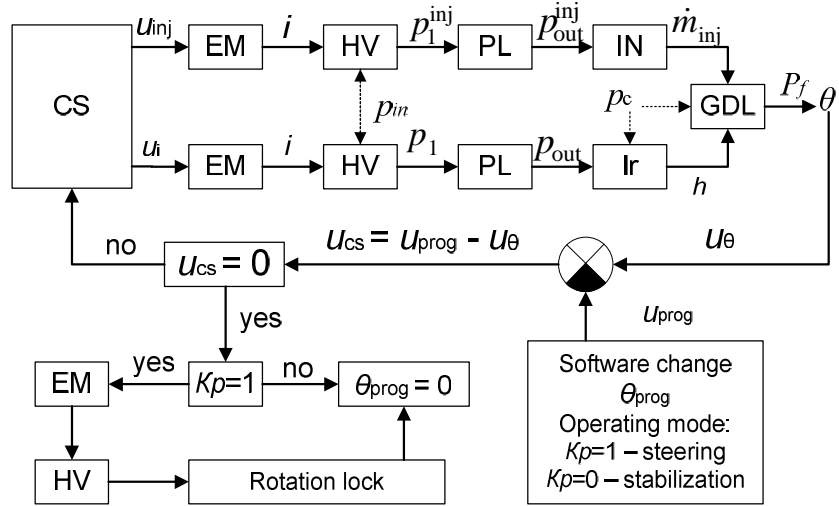 u_inj EM i HV p_1^inj PL p_out^inj IN ṁ_inj
CS p_in p_c GDL P_f θ
u_i EM i HV p_1 PL p_out Ir h
no u_cs = 0 u_cs = u_prog - u_θ u_θ
yes u_prog
EM yes Kp=1 no θ_prog = 0
HV Rotation lock
Software change
θ_prog
Operating mode:
Kp=1 – steering
Kp=0 – stabilization